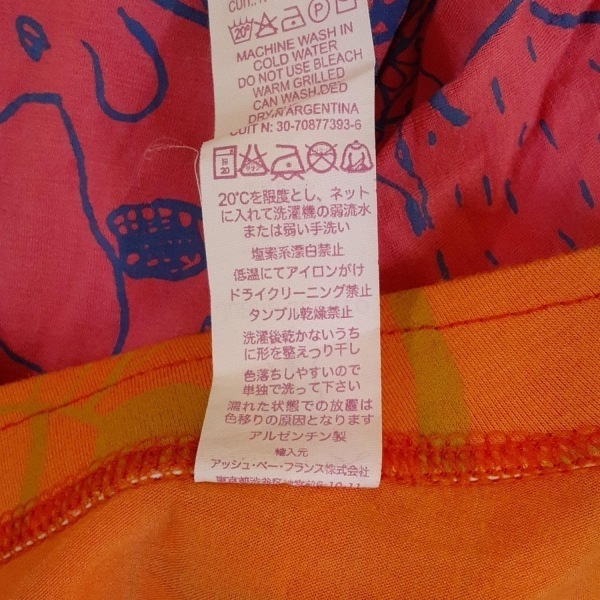 CUIT.: N
20°
P
MACHINE WASH IN
COLD WATER
DO NOT USE BLEACH
WARM GRILLED
CAN WASH.DED
DRY.N ARGENTINA
CUIT N: 30-70877393-6
20
20℃を限度とし、ネット
に入れて洗濯機の弱流水
または弱い手洗い
塩素系漂白禁止
低温にてアイロンがけ
ドライクリーニング禁止
タンブル乾燥禁止
洗濯後乾かないうち
に形を整えっり干し
色落ちしやすいので
単独で洗って下さい
濡れた状態での放置は
色移りの原因となります
アルゼンチン製
輸入元
アッシュ・ペー・フランス株式会社